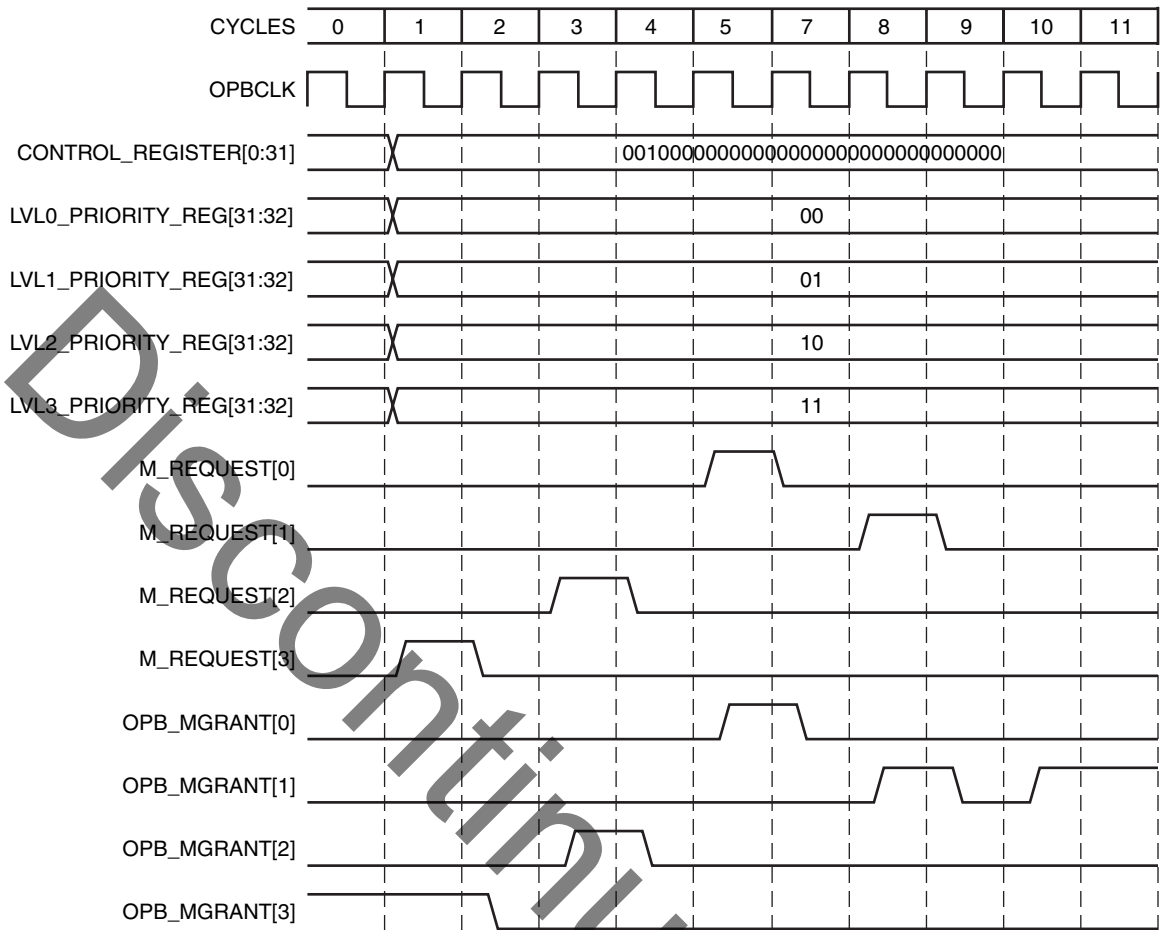 CYCLES 0 1 2 3 4 5 7 8 9 10 11
OPBCLK
CONTROL_REGISTER[0:31] 00100000000000000000000000000000
LVL0_PRIORITY_REG[31:32] 00
LVL1_PRIORITY_REG[31:32] 01
LVL2_PRIORITY_REG[31:32] 10
LVL3_PRIORITY_REG[31:32] 11
M_REQUEST[0]
M_REQUEST[1]
M_REQUEST[2]
M_REQUEST[3]
OPB_MGRANT[0]
OPB_MGRANT[1]
OPB_MGRANT[2]
OPB_MGRANT[3]
Discontinu